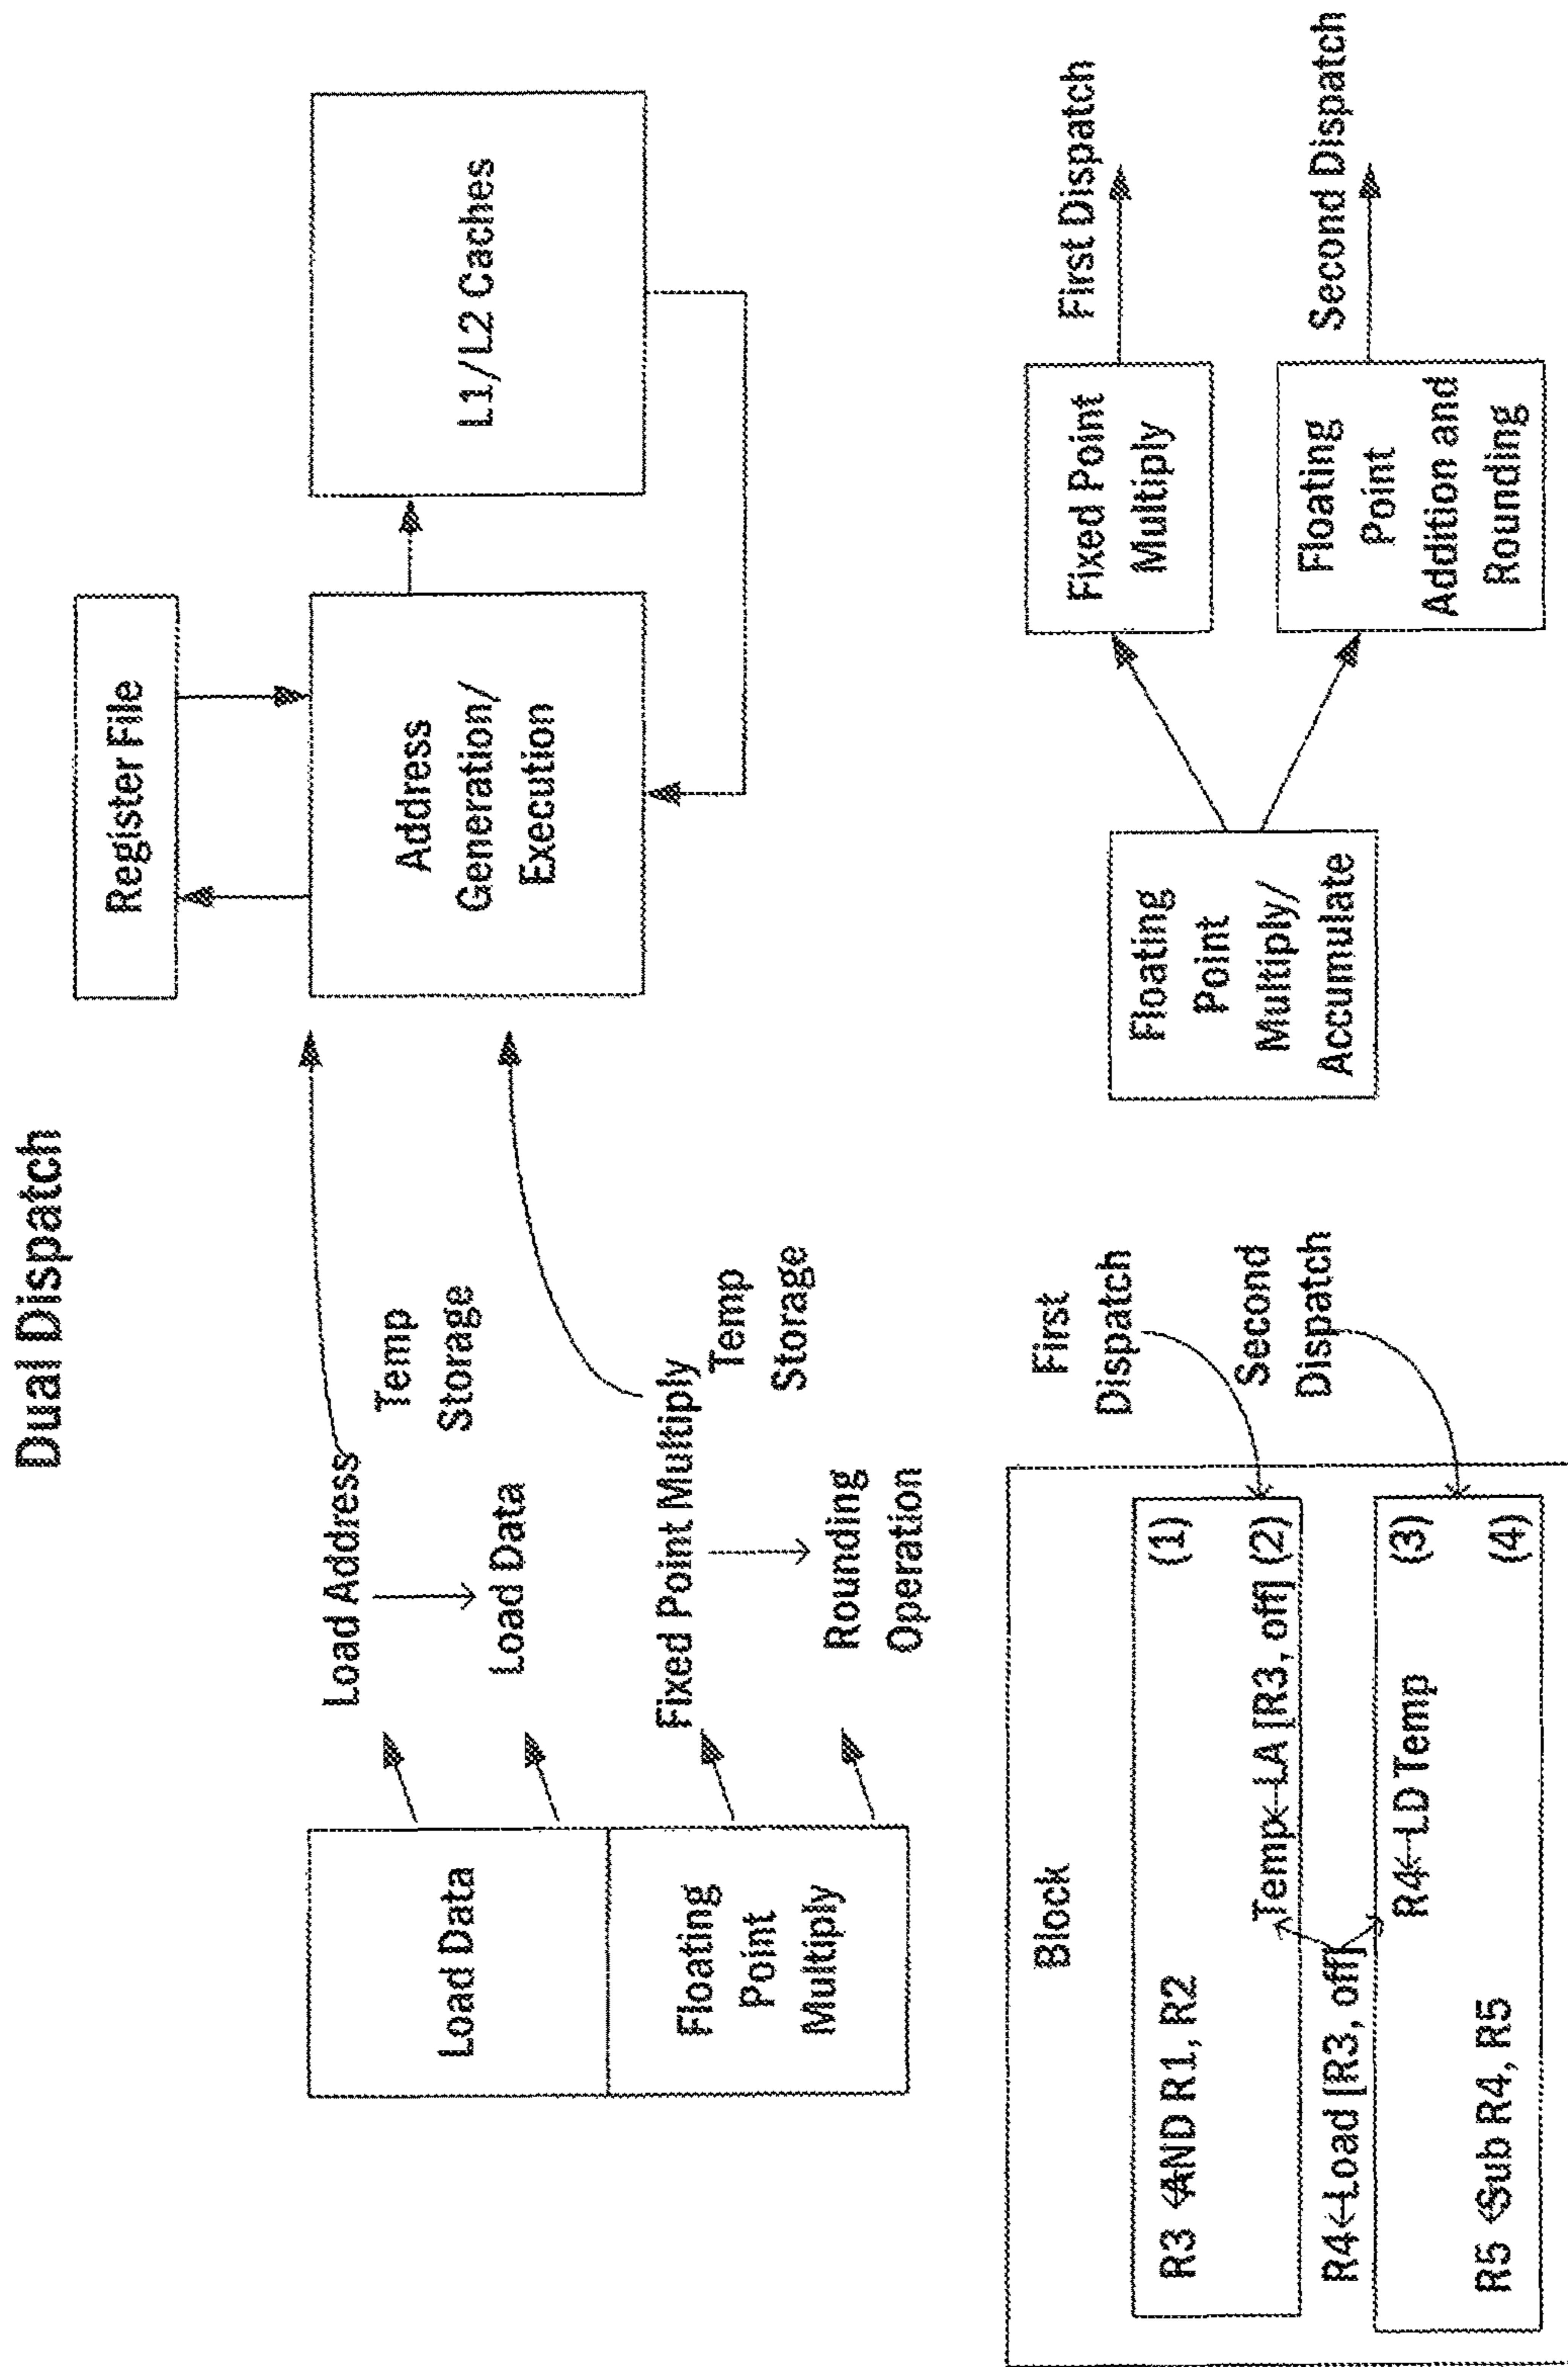 Dual Dispatch
Load Data
Floating
Point
Multiply
Load Address
Temp
Storage
Load Data
Fixed Point Multiply
Temp
Storage
Rounding
Operation
Register File
Address
Generation/
Execution
L1/L2 Caches
Block
R3 ← AND R1, R2
(1)
Temp ← LA [R3, off] (2)
R4 ← Load [R3, off]
R4 ← LD Temp
(3)
R5 ← Sub R4, R5
(4)
First
Dispatch
Second
Dispatch
Floating
Point
Multiply/
Accumulate
Fixed Point
Multiply
First Dispatch
Floating
Point
Addition and
Rounding
Second Dispatch